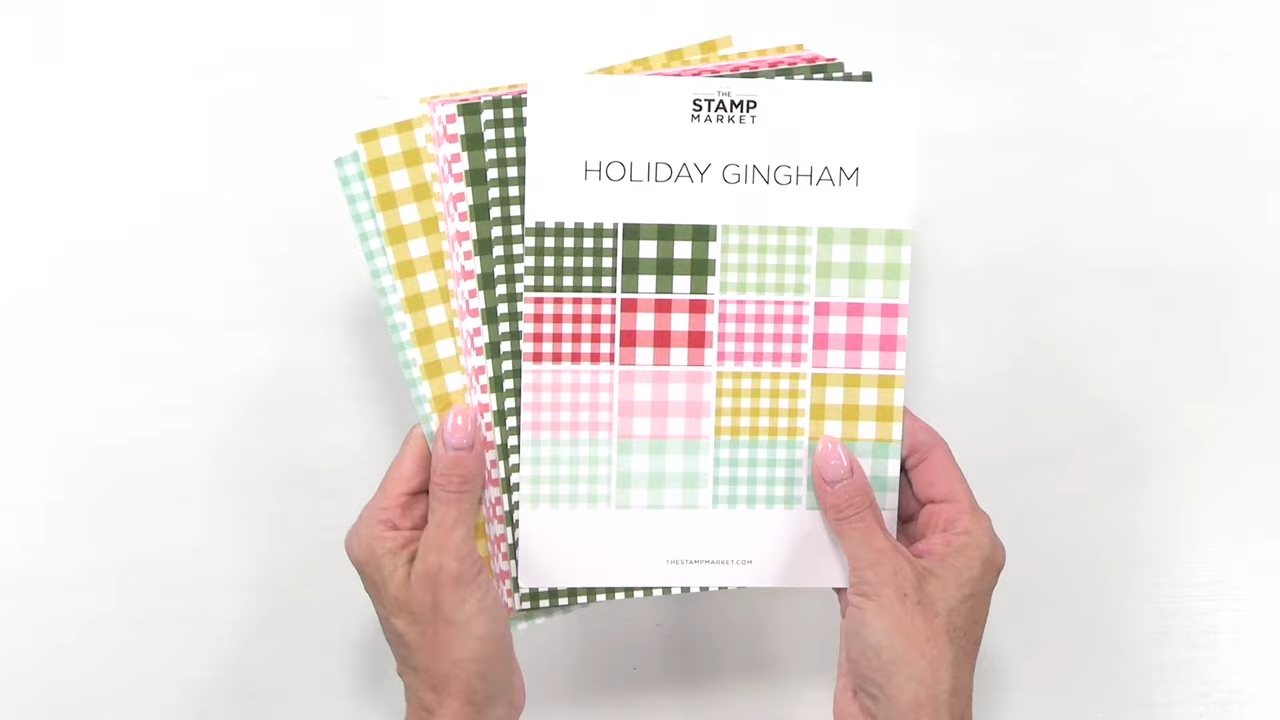 THE
STAMP
MARKET
HOLIDAY GINGHAM
THESTAMPMARKET.COM